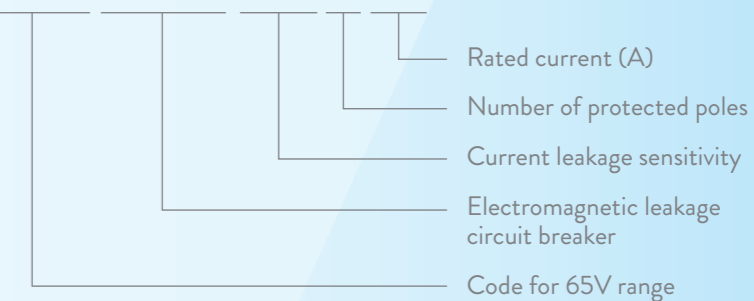 Rated current (A)
Number of protected poles
Current leakage sensitivity
Electromagnetic leakage
circuit breaker
Code for 65V range